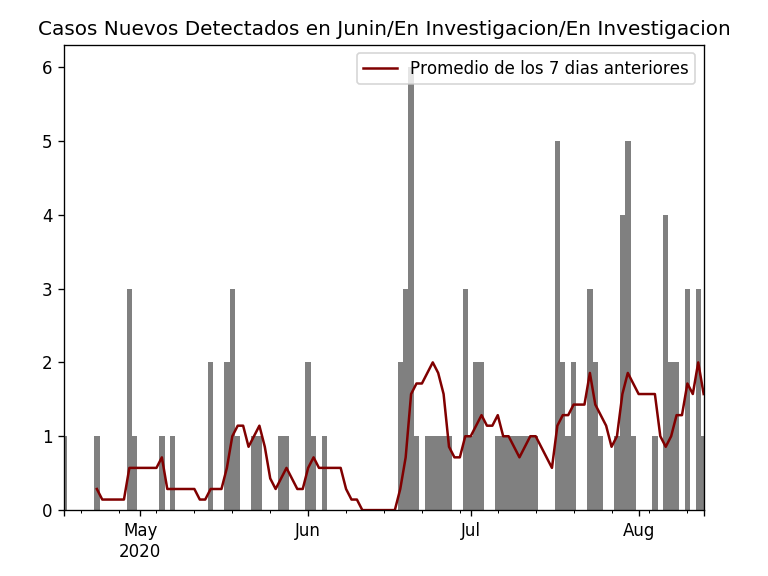 Casos Nuevos Detectados en Junin/En Investigacion/En Investigacion
Promedio de los 7 dias anteriores
6
5
4
3
2
1
0
May
2020
Jun
Jul
Aug